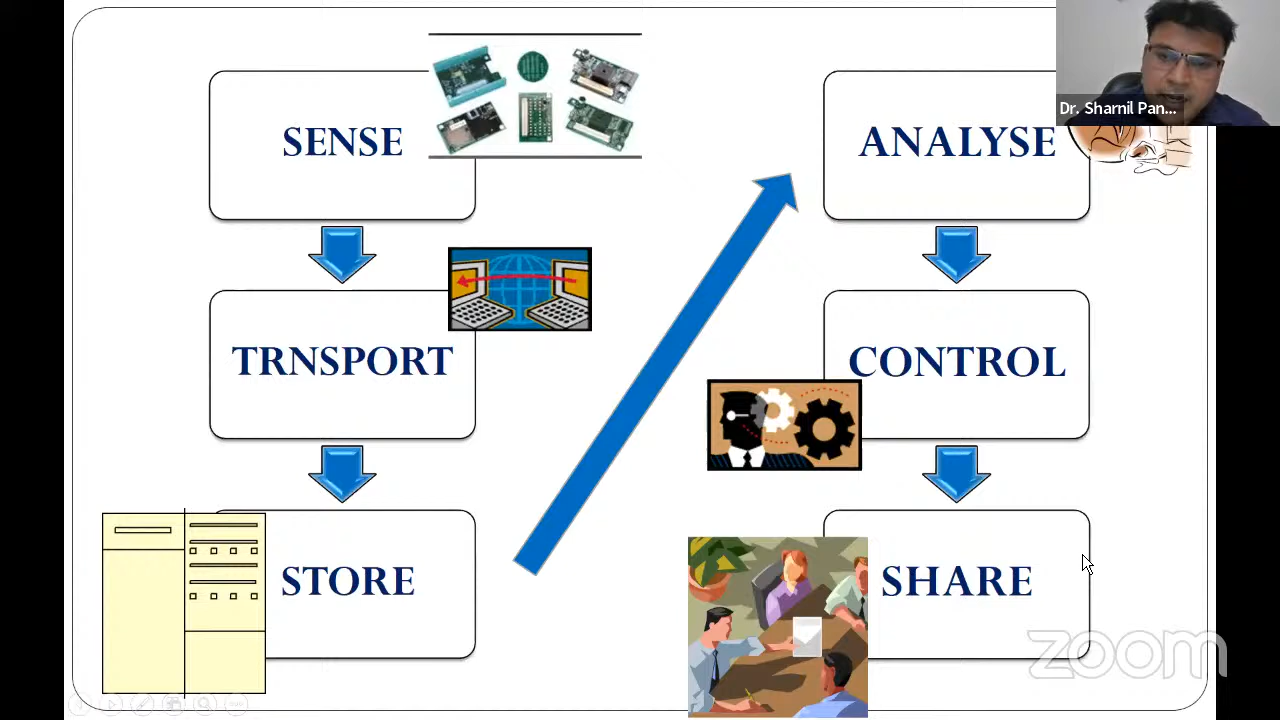 SENSE
TRNSPORT
STORE
ANALYSE
CONTROL
SHARE
Dr. Sharnil Pan...
zoom